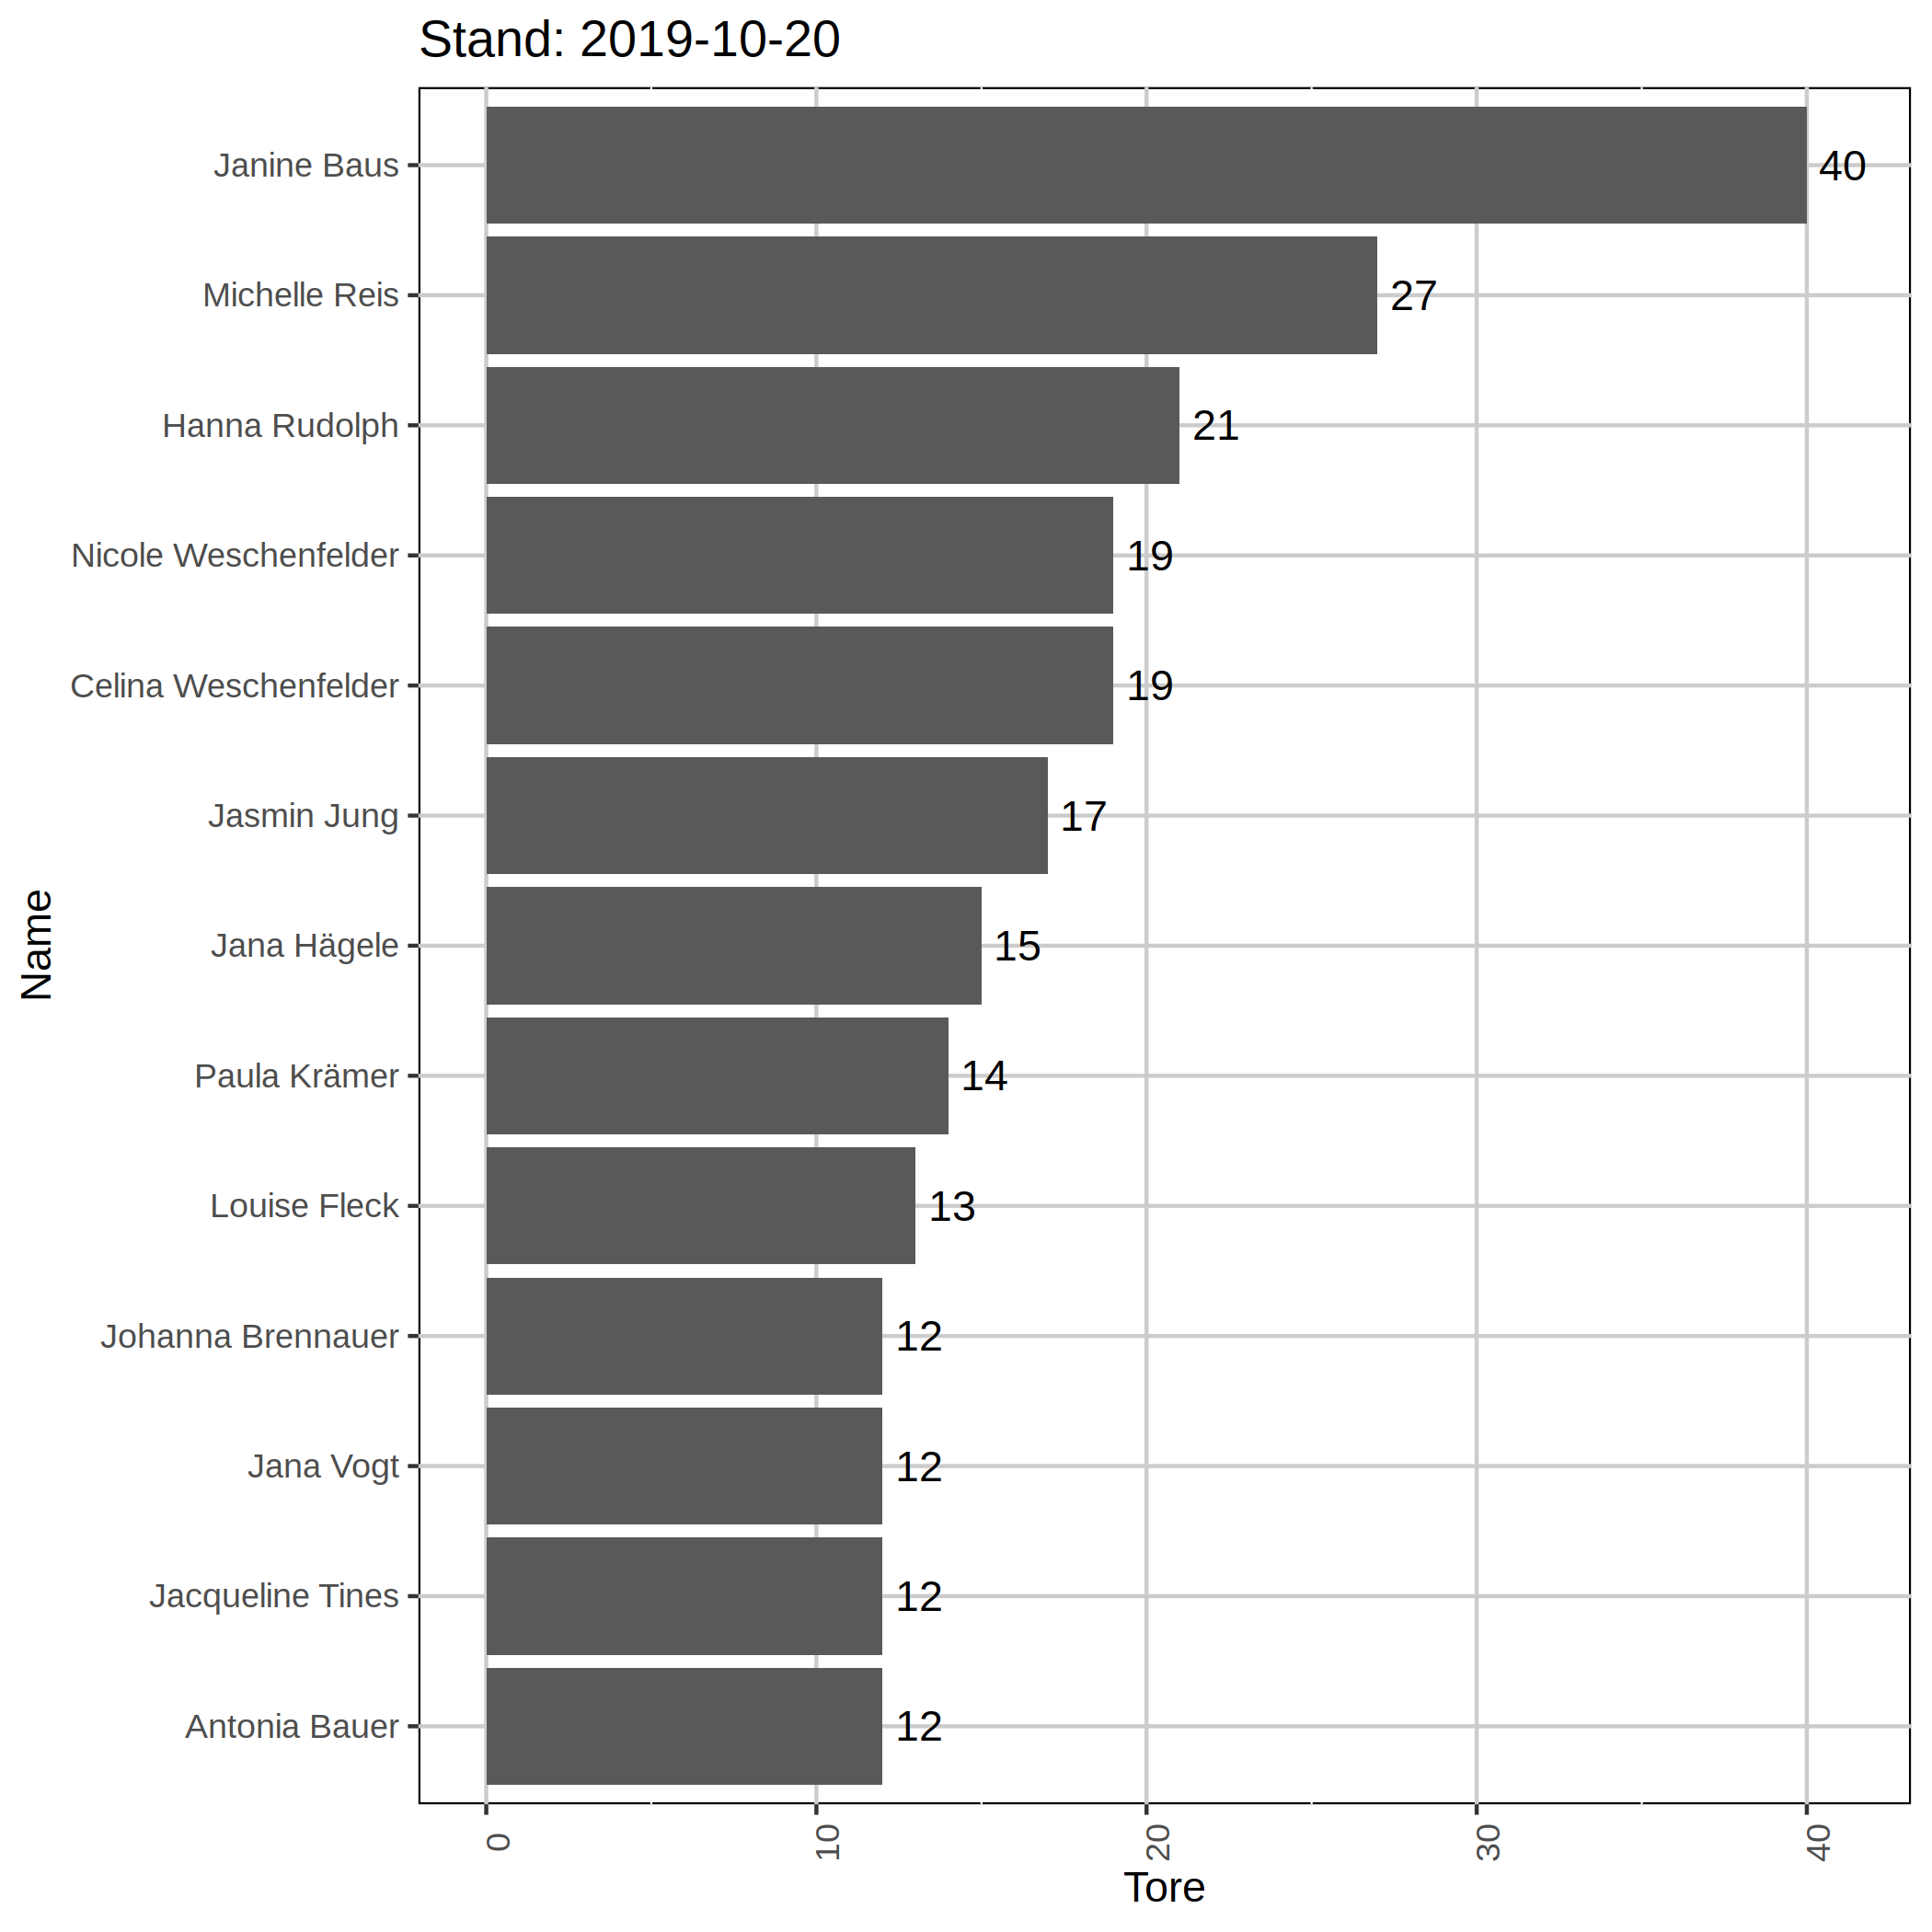 Stand: 2019-10-20
Janine Baus 40
Michelle Reis 27
Hanna Rudolph 21
Nicole Weschenfelder 19
Celina Weschenfelder 19
Jasmin Jung 17
Jana Hägele 15
Paula Krämer 14
Louise Fleck 13
Johanna Brennauer 12
Jana Vogt 12
Jacqueline Tines 12
Antonia Bauer 12
Name
0 10 20 30 40
Tore